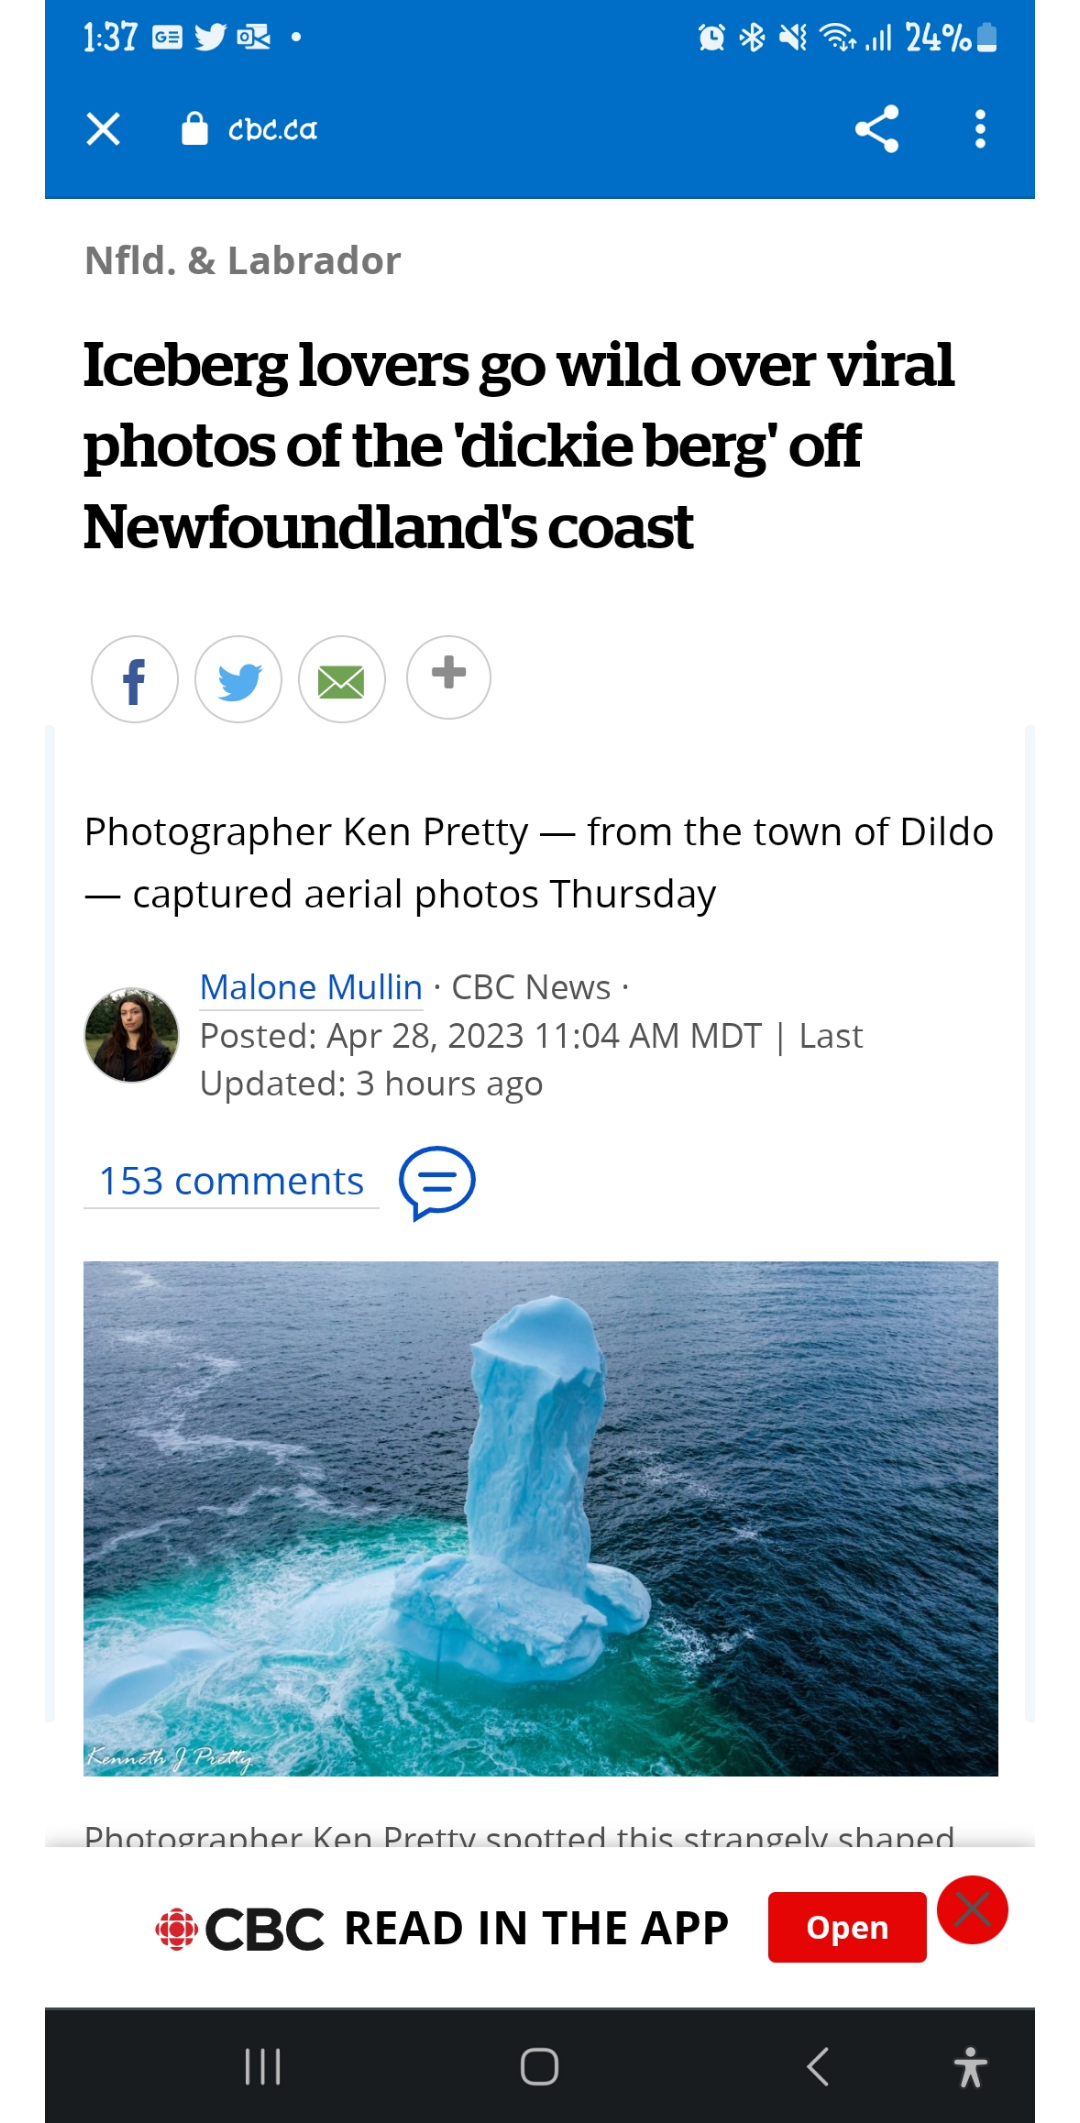 1:37 GE 24%
cbc.ca
Nfld. & Labrador
Iceberg lovers go wild over viral
photos of the 'dickie berg' off
Newfoundland's coast
Photographer Ken Pretty — from the town of Dildo
— captured aerial photos Thursday
Malone Mullin · CBC News ·
Posted: Apr 28, 2023 11:04 AM MDT | Last
Updated: 3 hours ago
153 comments
Kenneth J Pretty
Photographer Ken Pretty spotted this strangely shaped
CBC READ IN THE APP Open